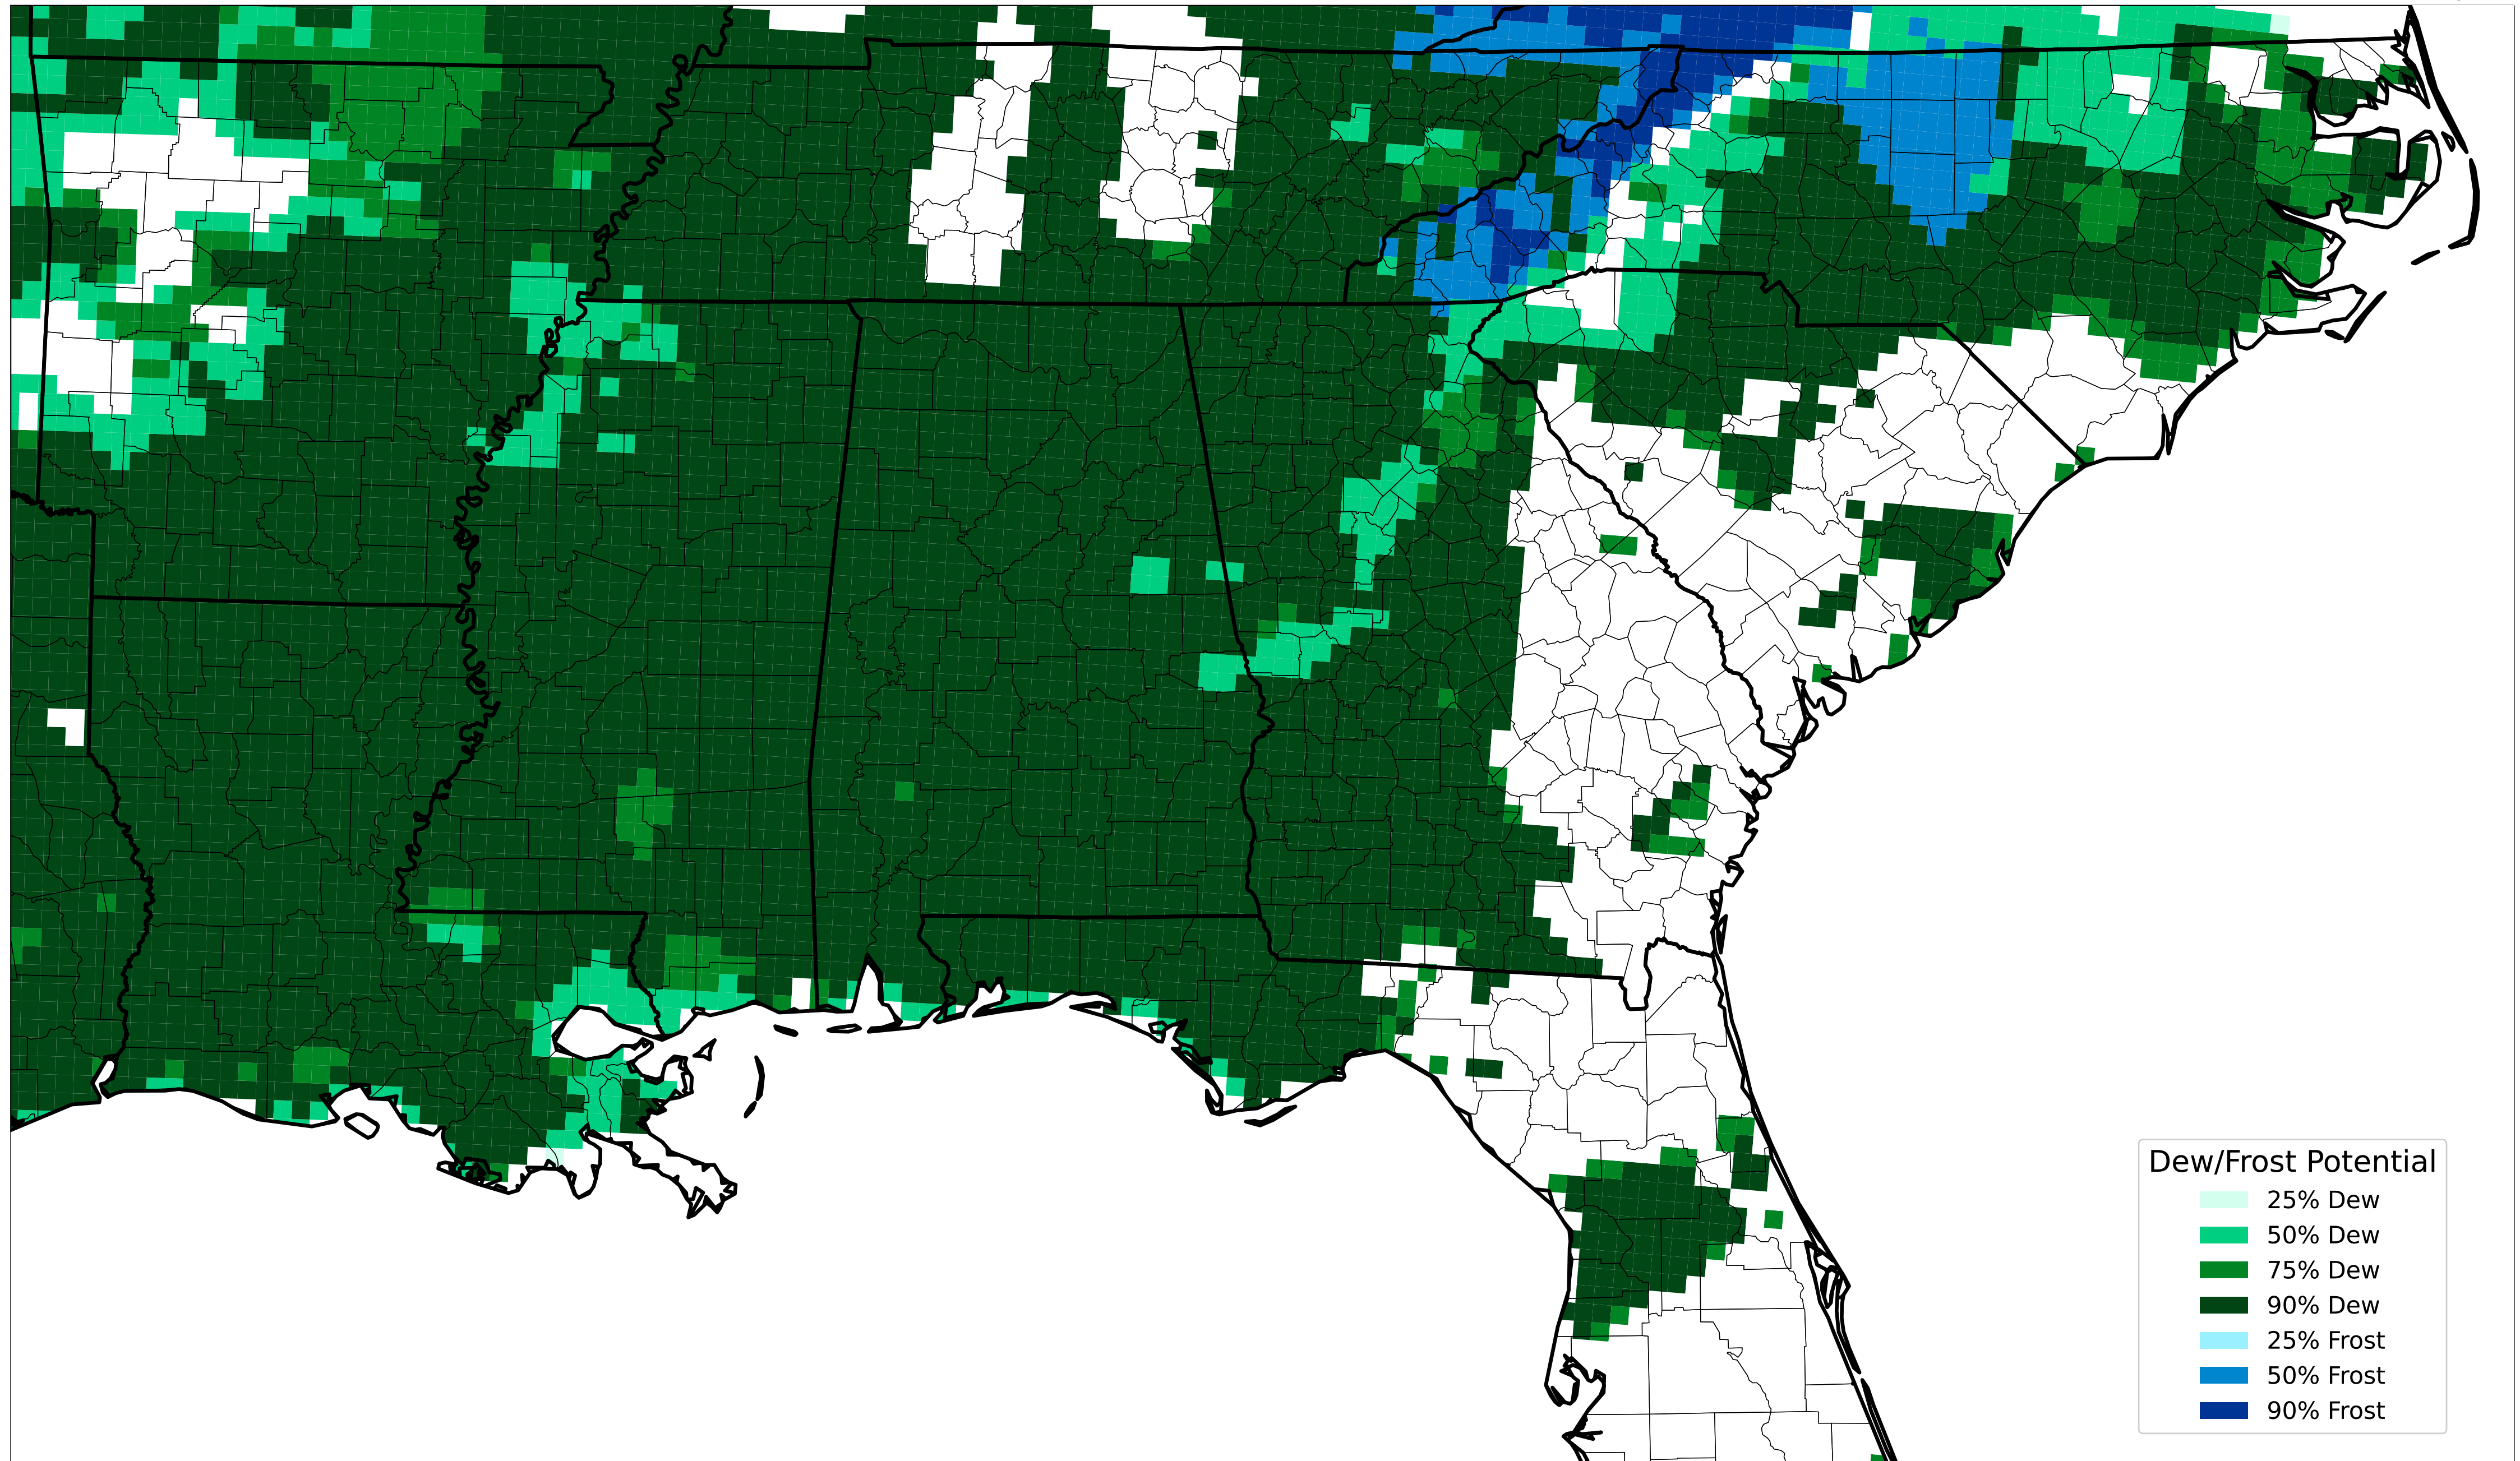 Dew/Frost Potential
25% Dew
50% Dew
75% Dew
90% Dew
25% Frost
50% Frost
90% Frost